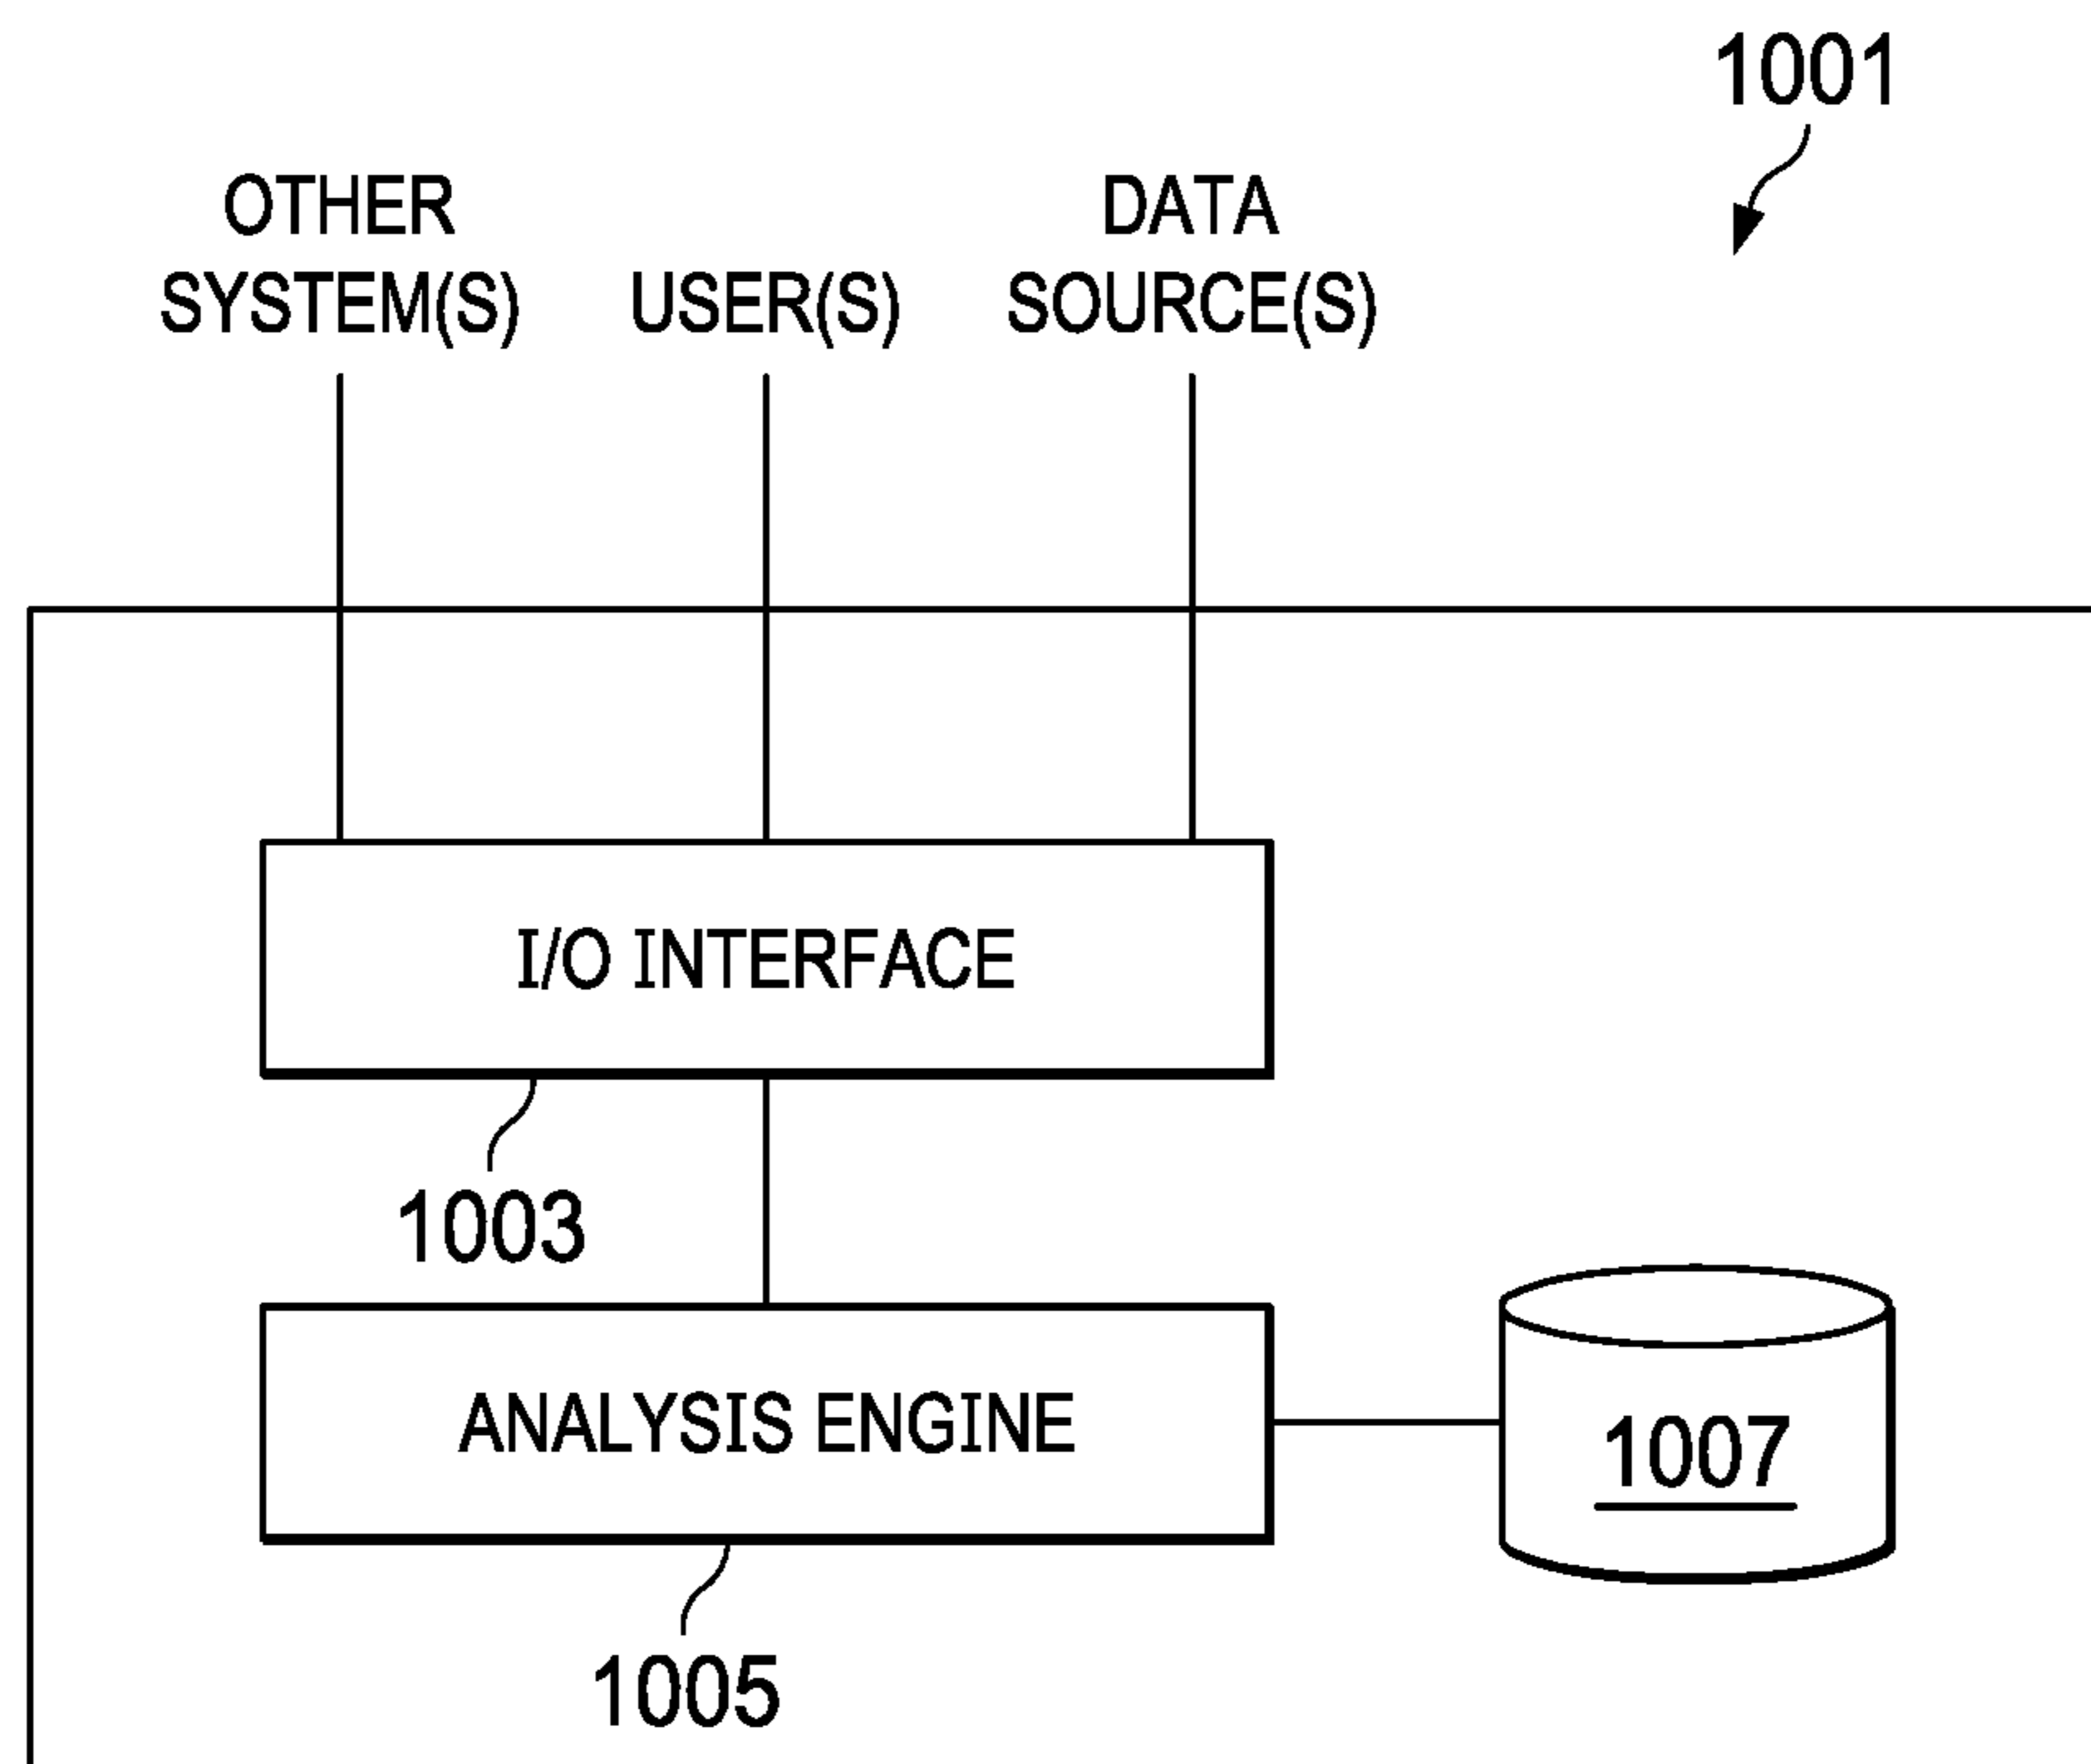 1001
OTHER
SYSTEM(S)
USER(S)
DATA
SOURCE(S)
I/O INTERFACE
1003
ANALYSIS ENGINE
1007
1005